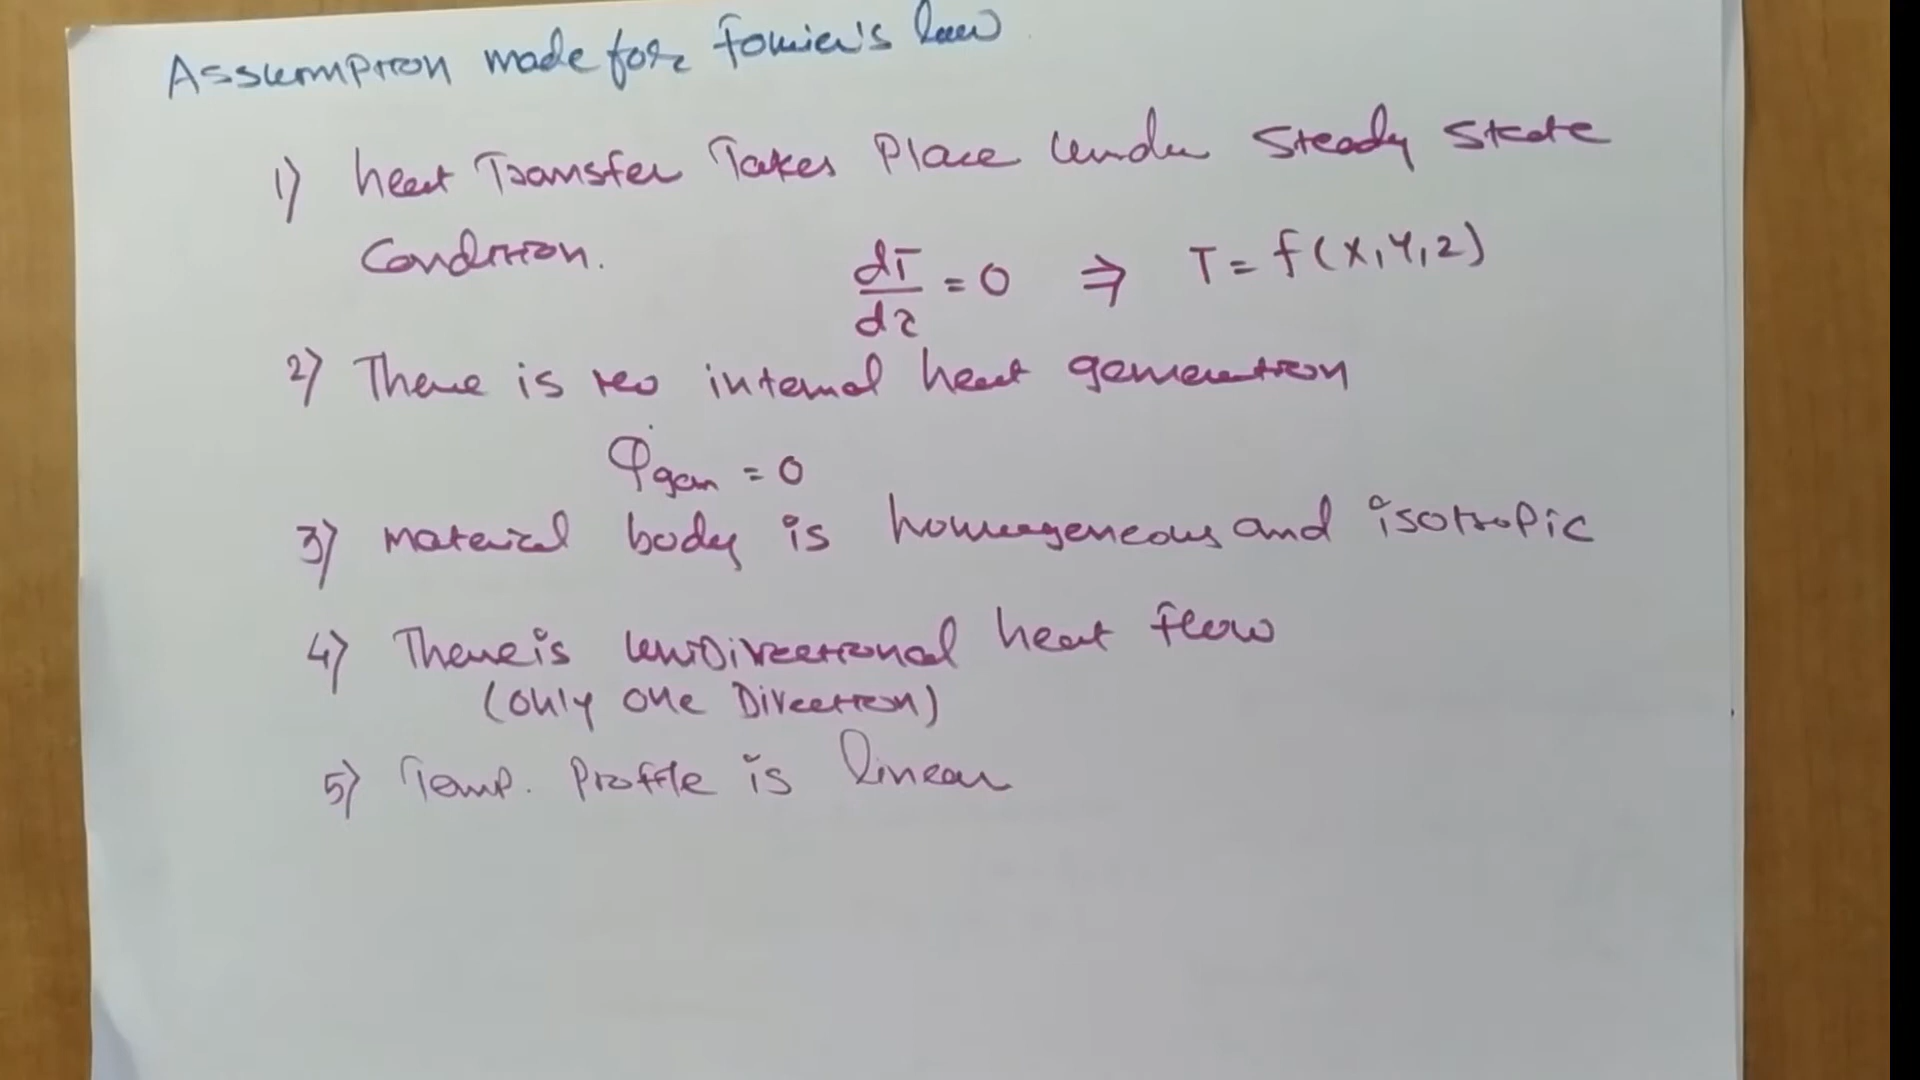 Assumption made for Fourier's law
1) heat Transfer Takes Place under Steady State
Condition.
dT/dτ = 0 ⇒ T = f(x,y,z)
2) There is no internal heat generation
q̇gen = 0
3) material body is homogeneous and isotropic
4) There is uniDirectional heat flow
(only one Direction)
5) Temp. Profile is linear